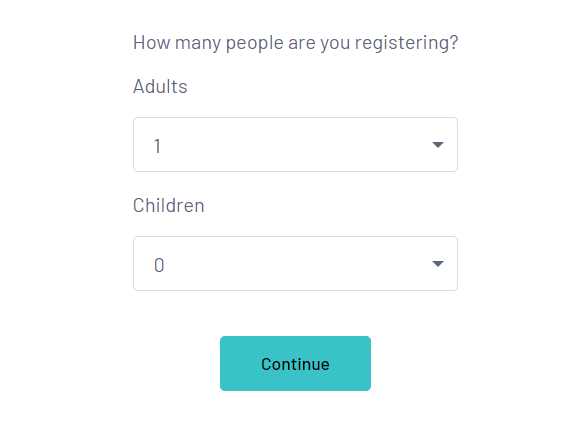 How many people are you registering?
Adults
1
Children
0
Continue